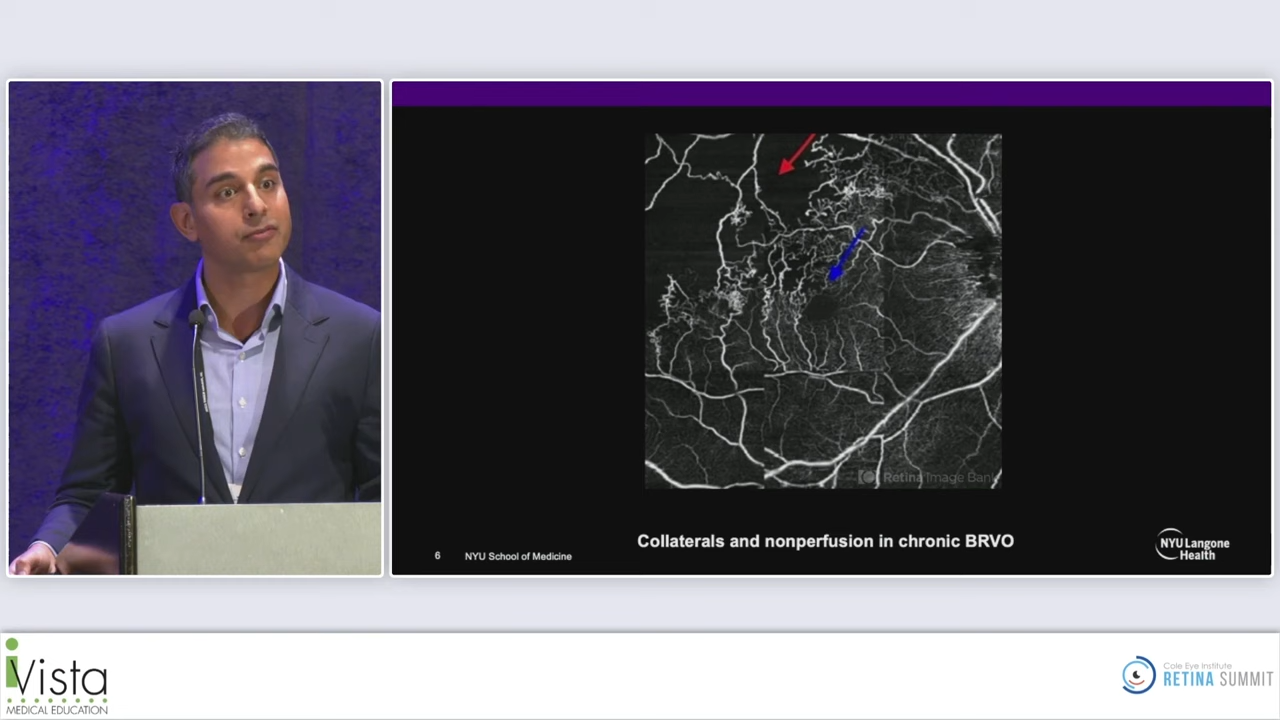 Retina Image Bank
Collaterals and nonperfusion in chronic BRVO
6
NYU School of Medicine
NYU Langone
Health
iVista
MEDICAL EDUCATION
Cole Eye Institute
RETINA SUMMIT